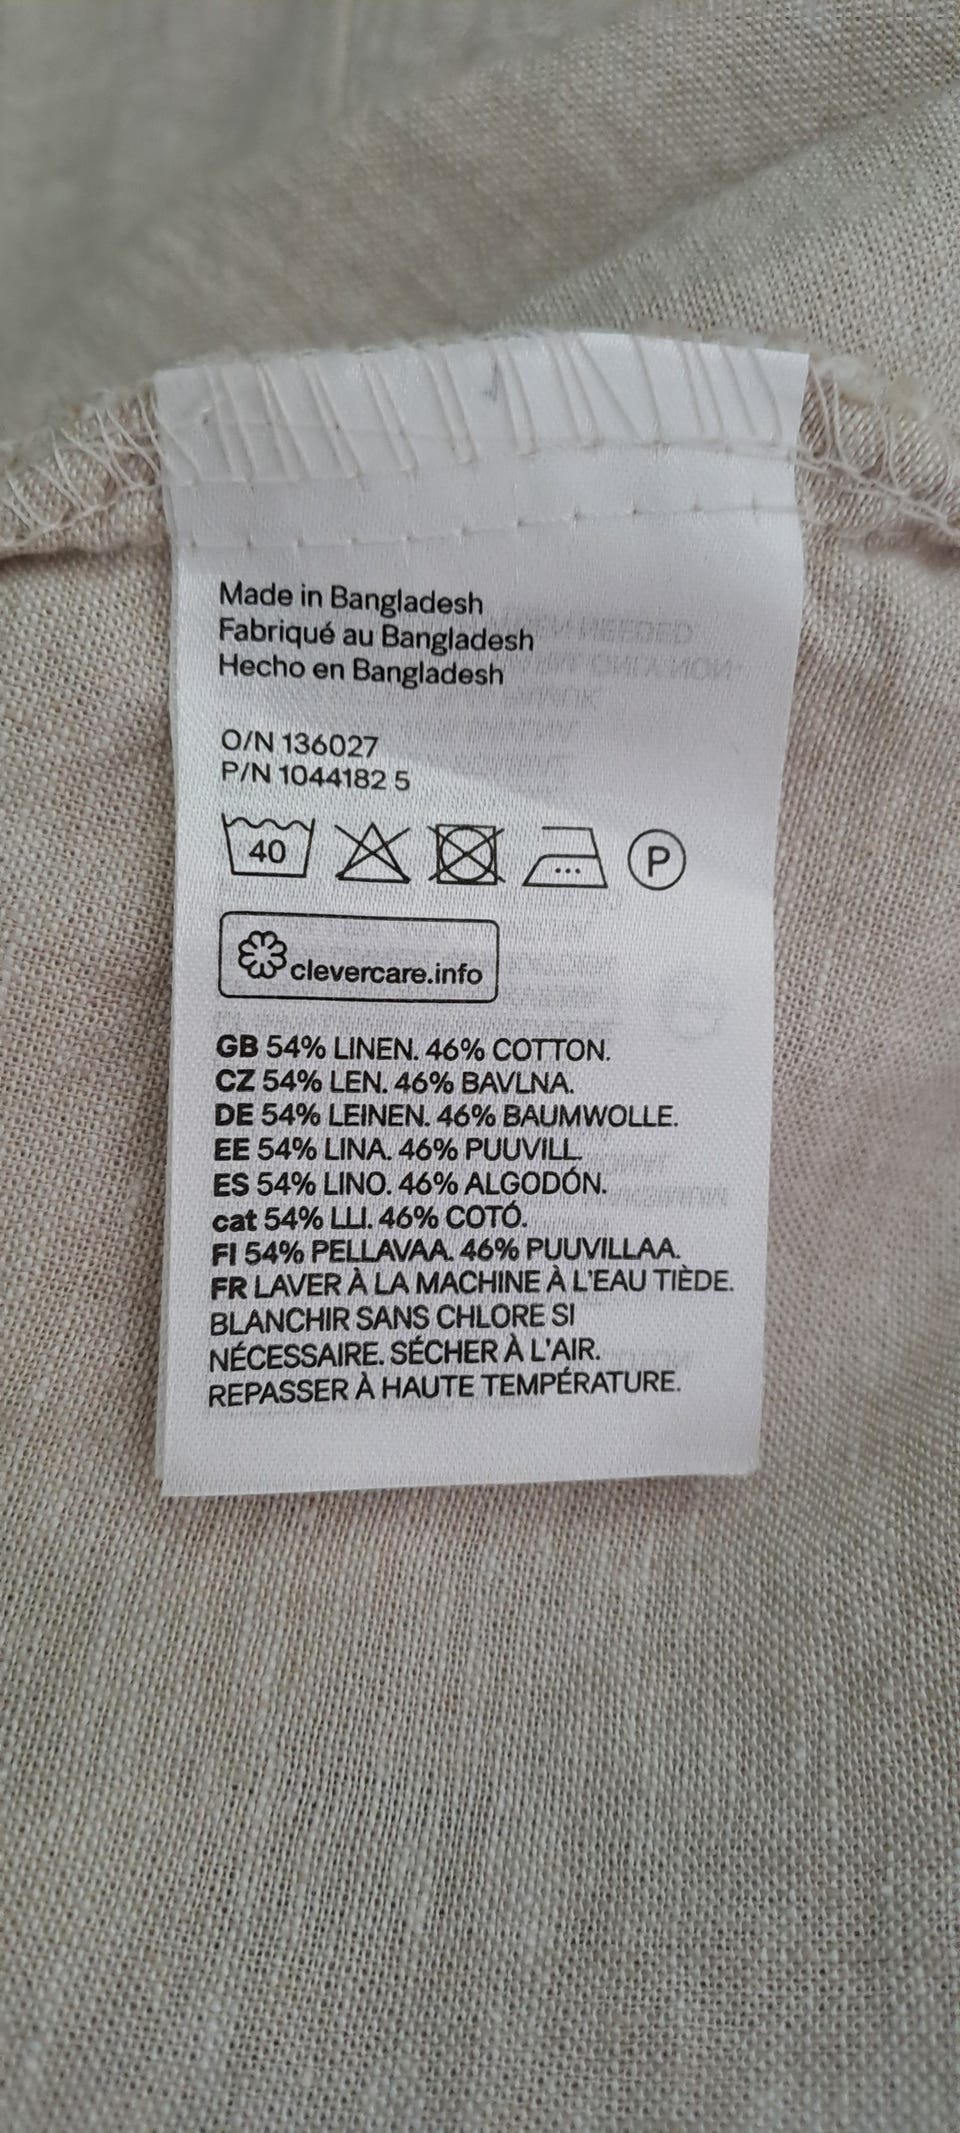 Made in Bangladesh
Fabriqué au Bangladesh
Hecho en Bangladesh
O/N 136027
P/N 1044182 5
40 P
clevercare.info
GB 54% LINEN. 46% COTTON.
CZ 54% LEN. 46% BAVLNA.
DE 54% LEINEN. 46% BAUMWOLLE.
EE 54% LINA. 46% PUUVILL.
ES 54% LINO. 46% ALGODÓN.
cat 54% LLI. 46% COTÓ.
FI 54% PELLAVAA. 46% PUUVILLAA.
FR LAVER À LA MACHINE À L'EAU TIÈDE.
BLANCHIR SANS CHLORE SI
NÉCESSAIRE. SÉCHER À L'AIR.
REPASSER À HAUTE TEMPÉRATURE.